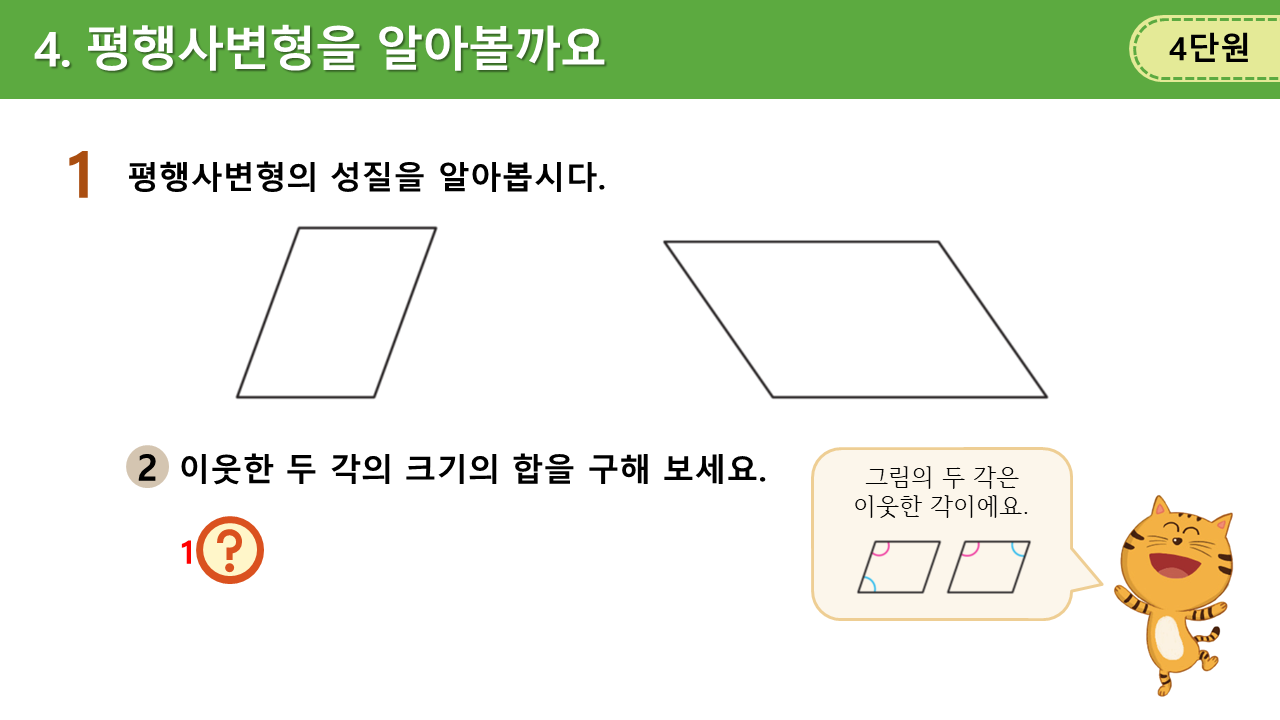 4. 평행사변형을 알아볼까요
4단원
1 평행사변형의 성질을 알아봅시다.
2 이웃한 두 각의 크기의 합을 구해 보세요.
그림의 두 각은
이웃한 각이에요.
1?